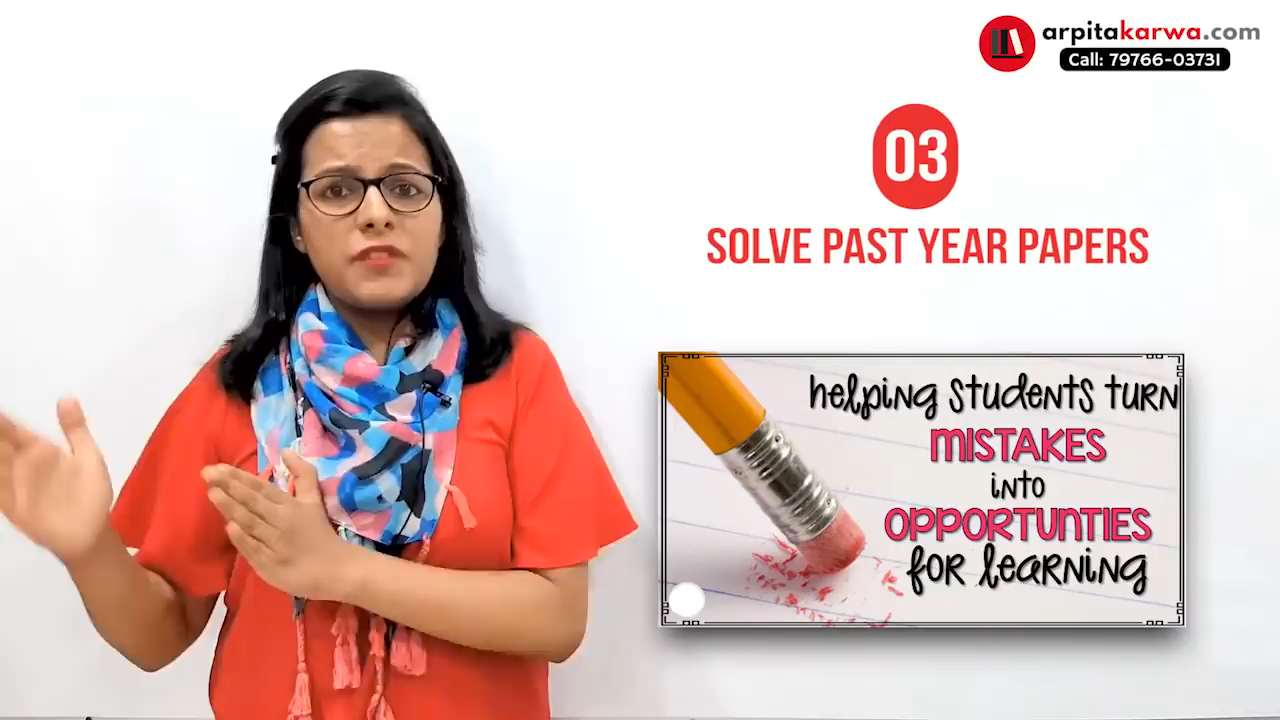 arpitakarwa.com
Call: 79766-03731
03
SOLVE PAST YEAR PAPERS
helping students turn
MISTAKES
into
OPPORTUNTIES
for learning